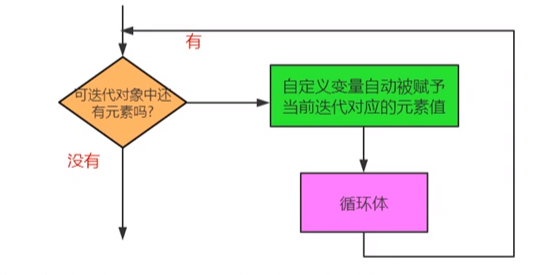 有
可迭代对象中还
有元素吗?
自定义变量自动被赋予
当前迭代对应的元素值
没有
循环体